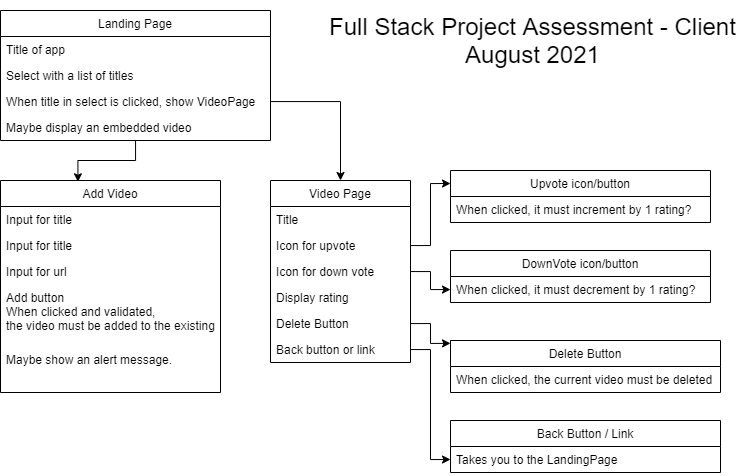 Full Stack Project Assessment - Client
August 2021
Landing Page
Title of app
Select with a list of titles
When title in select is clicked, show VideoPage
Maybe display an embedded video
Add Video
Input for title
Input for title
Input for url
Add button
When clicked and validated,
the video must be added to the existing
Maybe show an alert message.
Video Page
Title
Icon for upvote
Icon for down vote
Display rating
Delete Button
Back button or link
Upvote icon/button
When clicked, it must increment by 1 rating?
DownVote icon/button
When clicked, it must decrement by 1 rating?
Delete Button
When clicked, the current video must be deleted
Back Button / Link
Takes you to the LandingPage